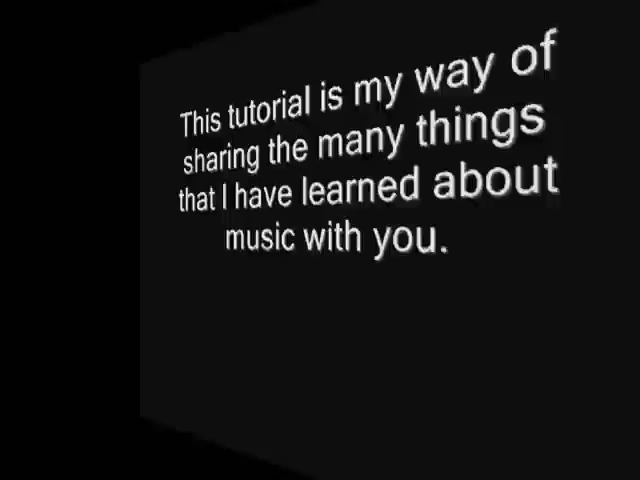 This tutorial is my way of
sharing the many things
that I have learned about
music with you.